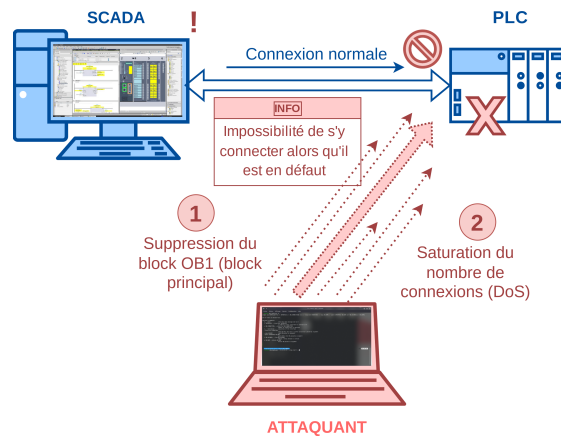 SCADA
!
PLC
Connexion normale
INFO
Impossibilité de s'y
connecter alors qu'il
est en défaut
1
Suppression du
block OB1 (block
principal)
2
Saturation du
nombre de
connexions (DoS)
ATTAQUANT